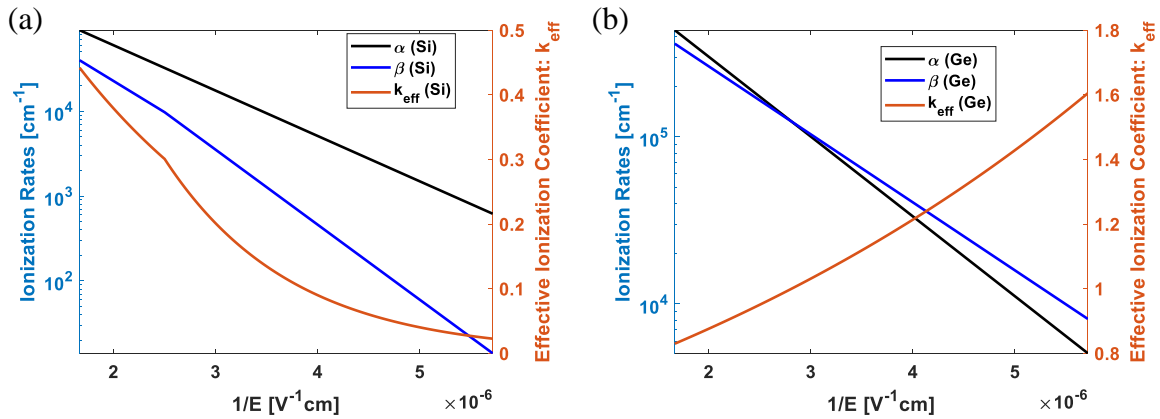 (a)
Ionization Rates [cm⁻¹]
10⁴
10³
10²
α (Si)
β (Si)
k_eff (Si)
0.5
0.4
0.3
0.2
0.1
0
Effective Ionization Coefficient: k_eff
2 3 4 5 6
1/E [V⁻¹cm]
×10⁻⁶
(b)
Ionization Rates [cm⁻¹]
10⁵
10⁴
α (Ge)
β (Ge)
k_eff (Ge)
1.8
1.6
1.4
1.2
1
0.8
Effective Ionization Coefficient: k_eff
2 3 4 5
1/E [V⁻¹cm]
×10⁻⁶